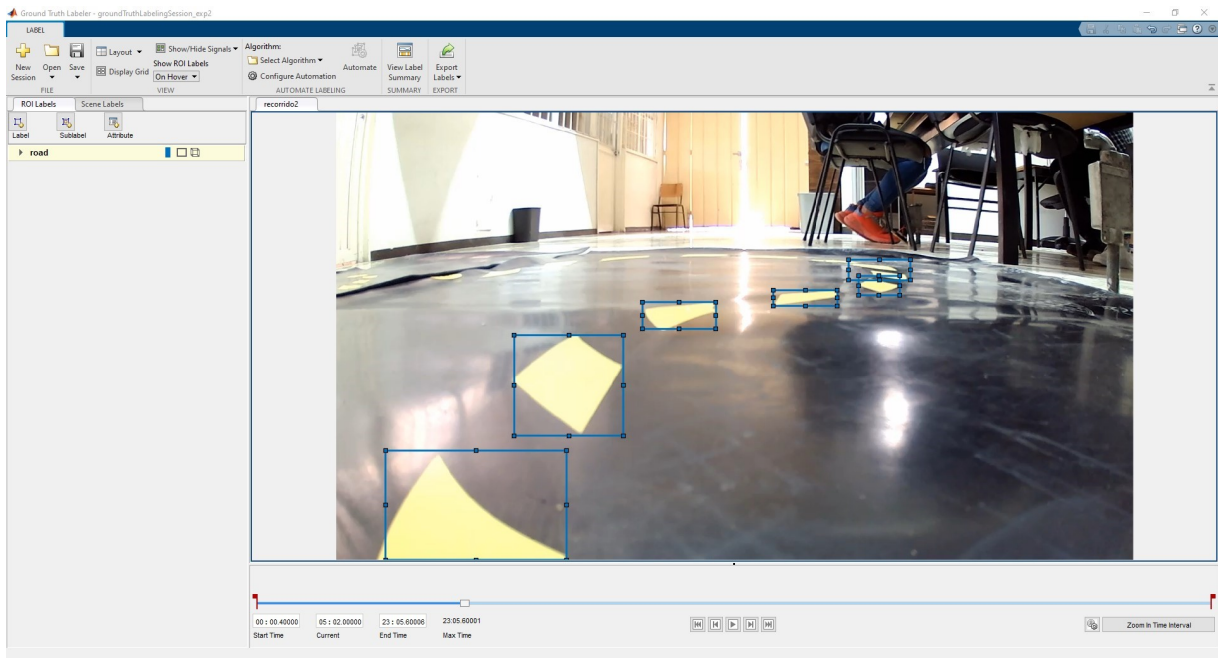 Ground Truth Labeler - groundTruthLabelingSession_exp2
LABEL
New Session
Open
Save
FILE
Layout
Display Grid
Show/Hide Signals
Show ROI Labels
On Hover
VIEW
Algorithm:
Select Algorithm
Configure Automation
Automate
AUTOMATE LABELING
View Label Summary
SUMMARY
Export Labels
EXPORT
ROI Labels
Scene Labels
Label
Sublabel
Attribute
road
recorrido2
00 : 00.40000
05 : 02.00000
23 : 05.60006
23:05.60001
Start Time
Current
End Time
Max Time
Zoom In Time Interval